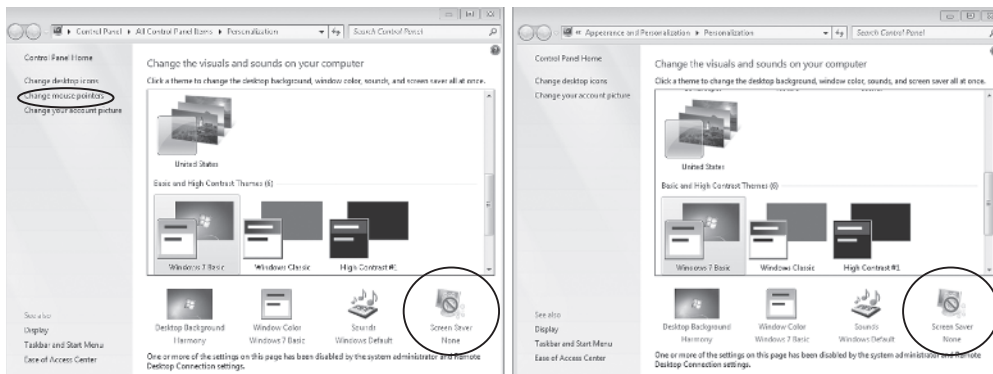 Control Panel ▸ All Control Panel Items ▸ Personalization
Search Control Panel
Control Panel Home
Change desktop icons
Change mouse pointers
Change your account picture
See also
Display
Taskbar and Start Menu
Ease of Access Center
Change the visuals and sounds on your computer
Click a theme to change the desktop background, window color, sounds, and screen saver all at once.
United States
Basic and High Contrast Themes (6)
Windows 7 Basic Windows Classic High Contrast #1
Desktop Background Window Color Sounds Screen Saver
Harmony Windows 7 Basic Windows Default None
One or more of the settings on this page has been disabled by the system administrator and Remote
Desktop Connection settings.
« Appearance and Personalization ▸ Personalization
Search Control Panel
Control Panel Home
Change desktop icons
Change your account picture
See also
Display
Taskbar and Start Menu
Ease of Access Center
Change the visuals and sounds on your computer
Click a theme to change the desktop background, window color, sounds, and screen saver all at once.
United States
Basic and High Contrast Themes (6)
Windows 7 Basic Windows Classic High Contrast #1
Desktop Background Window Color Sounds Screen Saver
Harmony Windows 7 Basic Windows Default None
One or more of the settings on this page has been disabled by the system administrator and Remote
Desktop Connection settings.